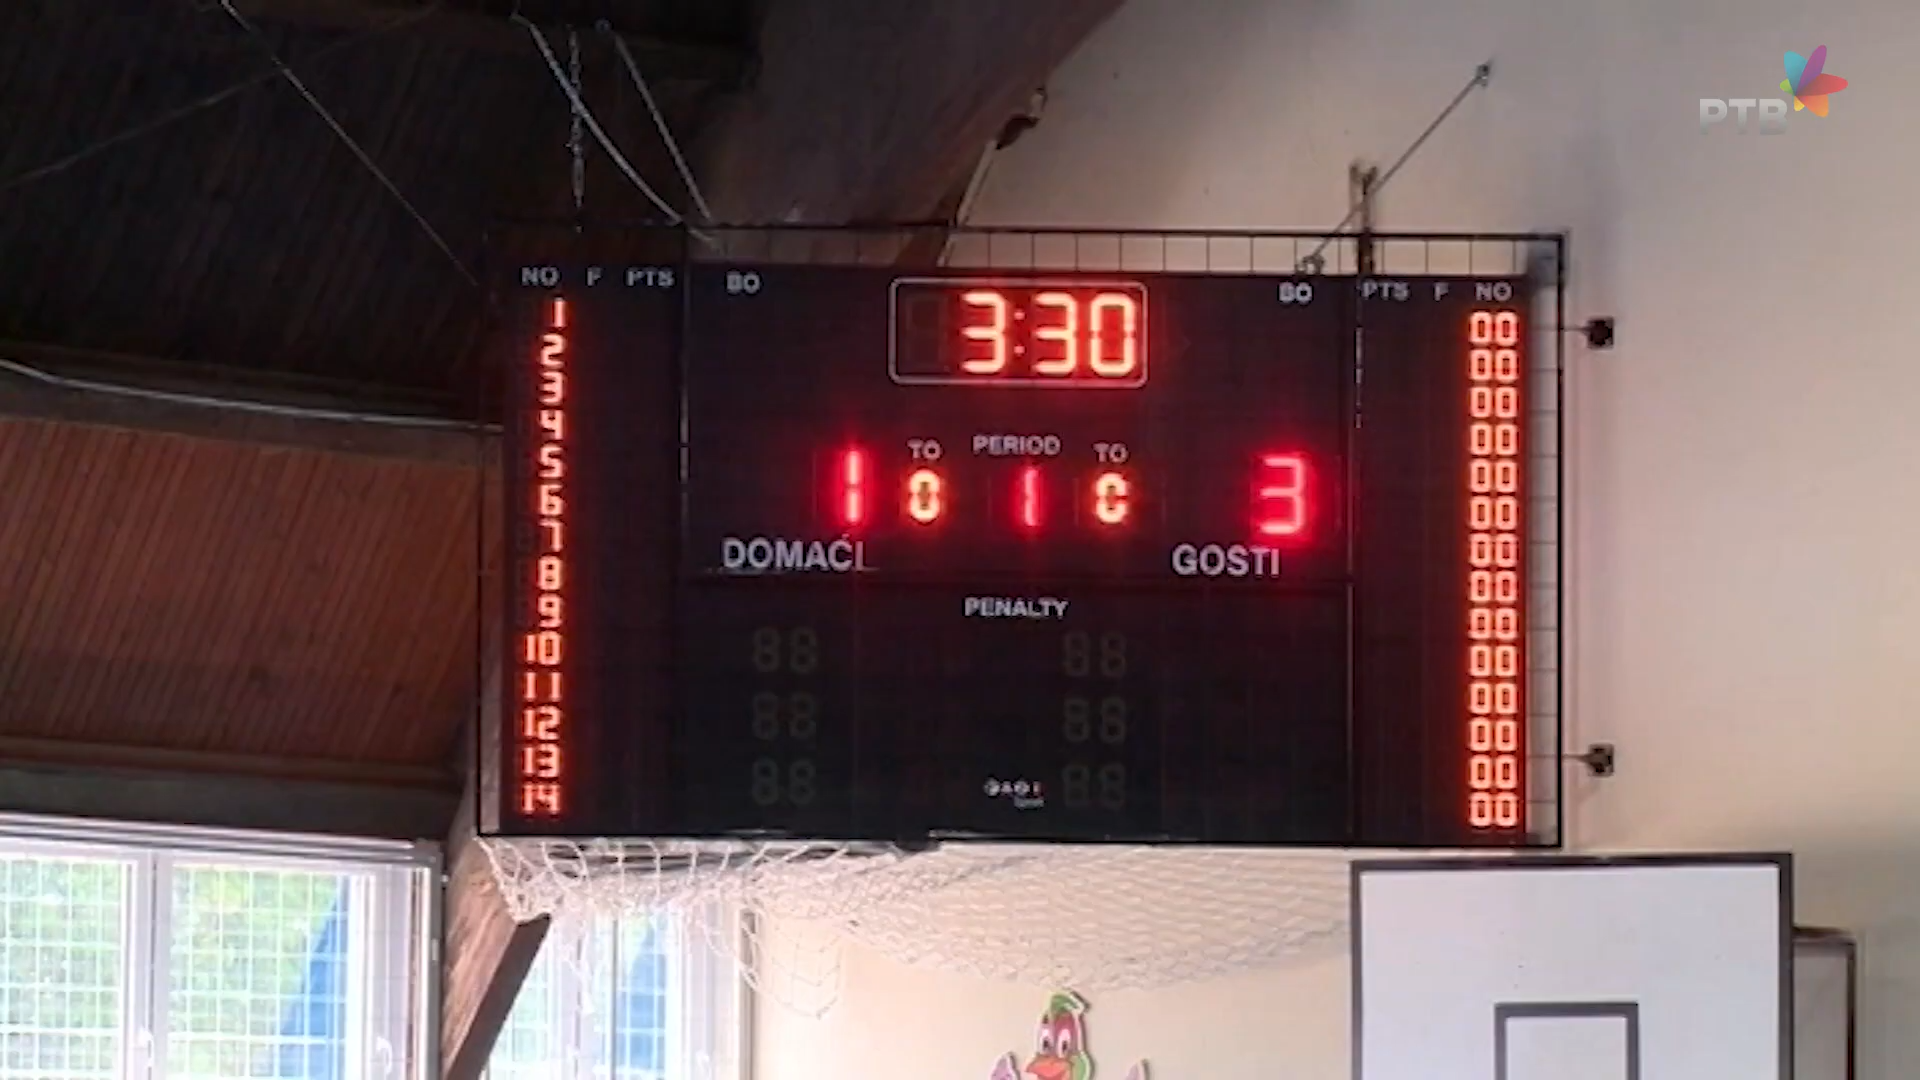 РТВ
NO F PTS BO 3:30 BO PTS F NO
1 00
2 00
3 00
4 00
5 00
6 00
7 00
8 00
9 00
10 00
11 00
12 00
13 00
14 00
TO PERIOD TO
1 0 1 0 3
DOMAĆI GOSTI
PENALTY